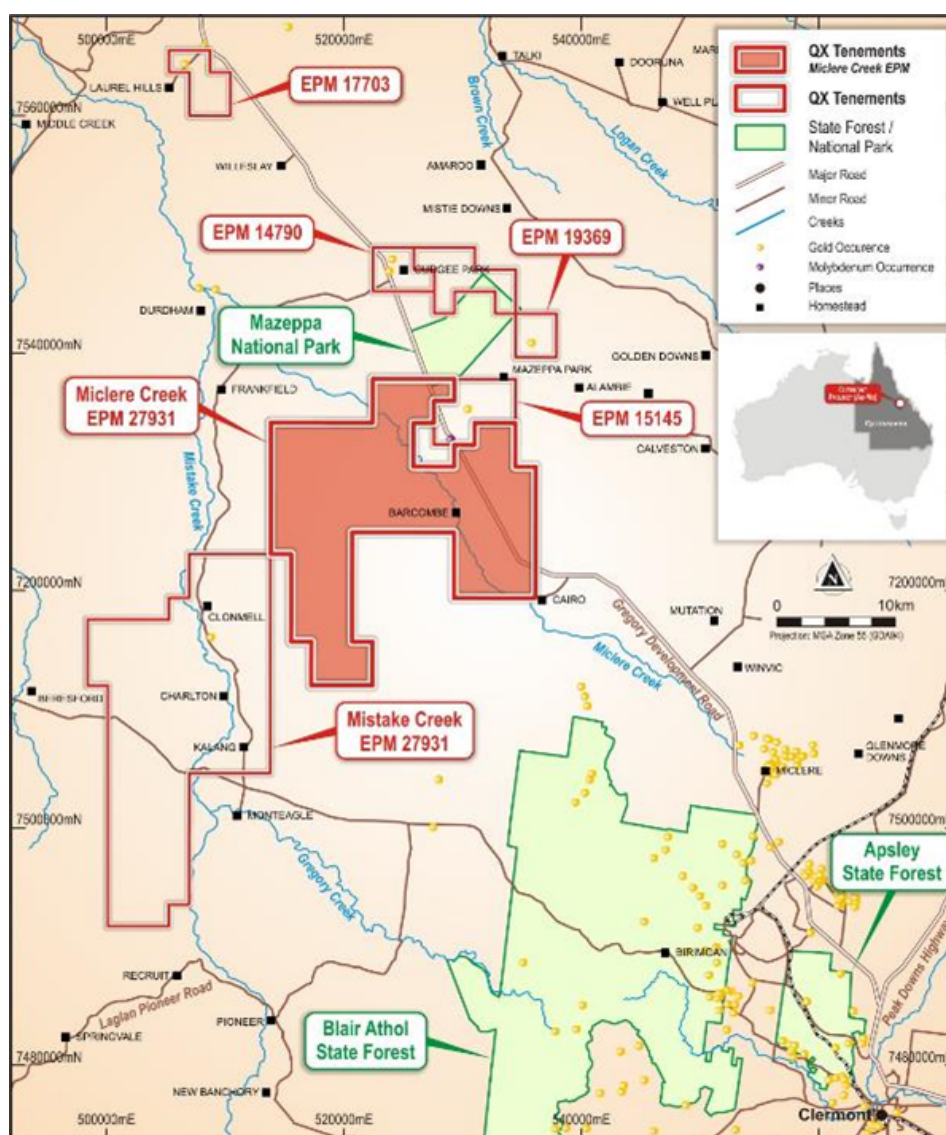 500000mE
520000mE
540000mE
TALKI
DOORUNA
WELL PL
LAUREL HILLS
EPM 17703
7560000mN
MIDDLE CREEK
Brown Creek
Logan Creek
WILLESLAY
AMAROO
MISTIE DOWNS
EPM 14790
EPM 19369
OUDGEE PARK
DURDHAM
Mazeppa
National Park
7540000mN
MAZEPPA PARK
GOLDEN DOWNS
FRANKFIELD
ALAMBIE
Miclere Creek
EPM 27931
EPM 15145
CALVESTON
Mistake Creek
BARCOMBE
7200000mN
7200000mN
CLONMELL
CAIRO
MUTATION
Gregory Development Road
Miclere Creek
WINVIC
BERESFORD
CHARLTON
KALANG
Mistake Creek
EPM 27931
GLENMORE
DOWNS
MICLERE
MONTEAGLE
7500000mN
7500000m
Apsley
State Forest
Gregory Creek
BIRIMGAN
RECRUIT
Laglan Pioneer Road
PIONEER
SPRINGVALE
Peak Downs Highway
Blair Athol
State Forest
7480000mN
7480000m
NEW BANCHORY
Clermont
500000mE
520000mE
540000mE
QX Tenements
Miclere Creek EPM
QX Tenements
State Forest /
National Park
Major Road
Minor Road
Creeks
Gold Occurence
Molybdenum Occurrence
Places
Homestead
N
0 10km
Projection: MGA Zone 55 (GDA94)